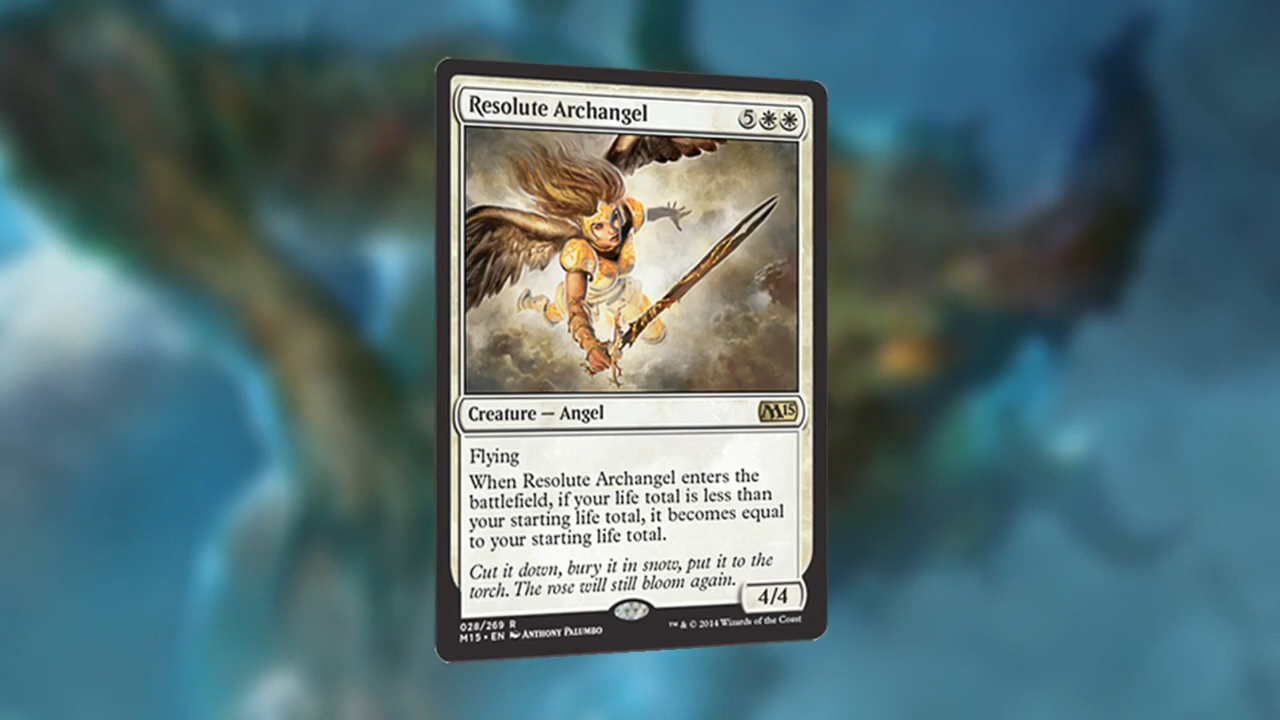 Resolute Archangel 5
Creature — Angel M15
Flying
When Resolute Archangel enters the
battlefield, if your life total is less than
your starting life total, it becomes equal
to your starting life total.
Cut it down, bury it in snow, put it to the
torch. The rose will still bloom again.
4/4
028/269 R
M15 • EN Anthony Palumbo
™ & © 2014 Wizards of the Coast